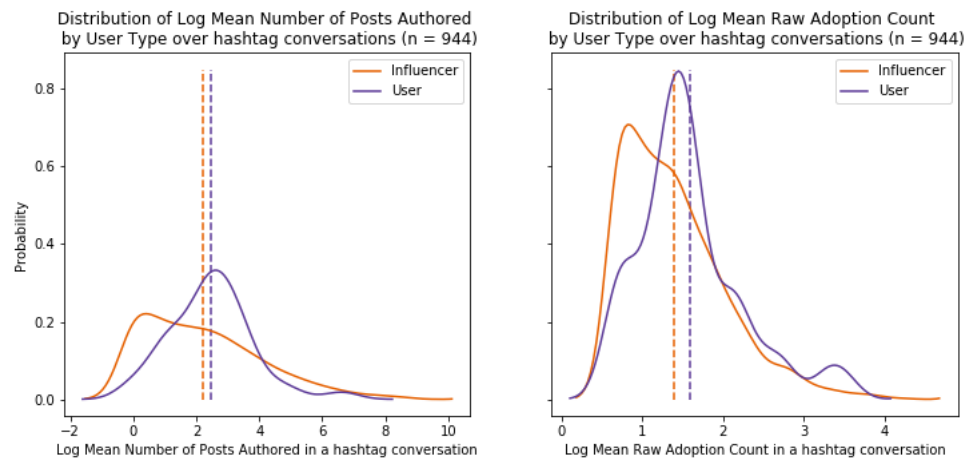 Distribution of Log Mean Number of Posts Authored
by User Type over hashtag conversations (n = 944)
Influencer
User
Probability
0.8
0.6
0.4
0.2
0.0
−2
0
2
4
6
8
10
Log Mean Number of Posts Authored in a hashtag conversation
Distribution of Log Mean Raw Adoption Count
by User Type over hashtag conversations (n = 944)
Influencer
User
0
1
2
3
4
Log Mean Raw Adoption Count in a hashtag conversation